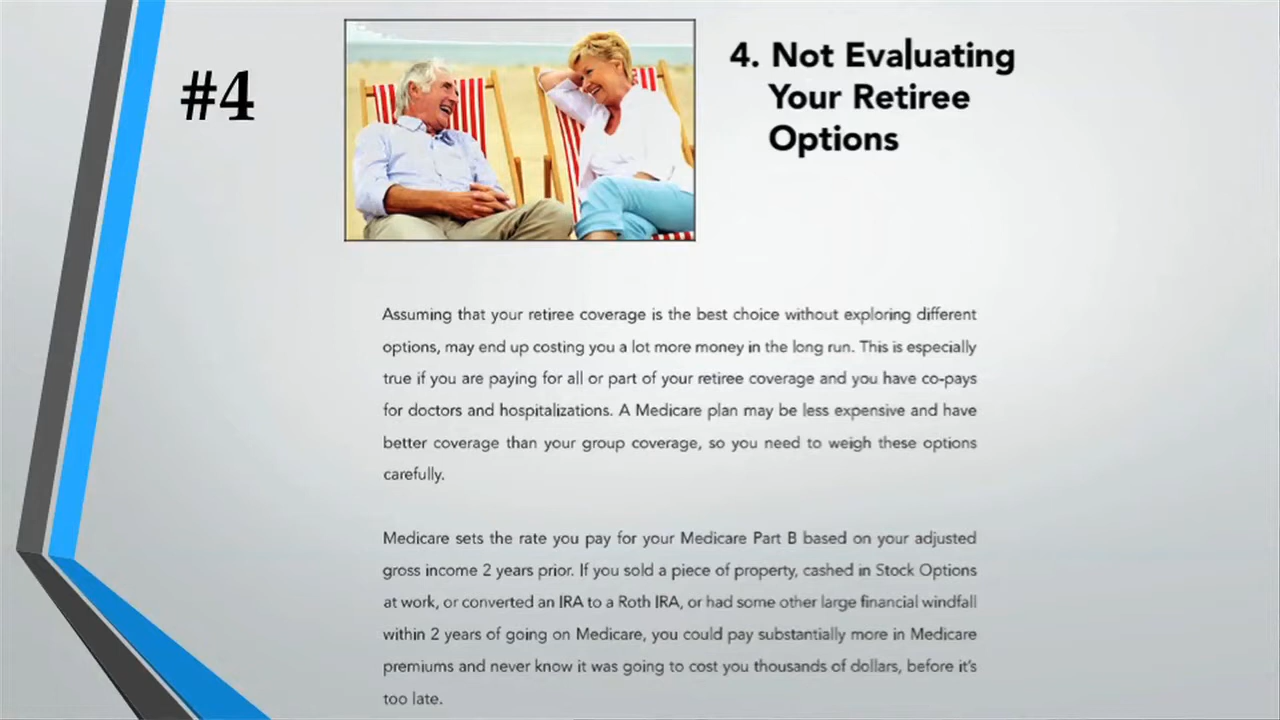 #4
4. Not Evaluating
Your Retiree
Options
Assuming that your retiree coverage is the best choice without exploring different
options, may end up costing you a lot more money in the long run. This is especially
true if you are paying for all or part of your retiree coverage and you have co-pays
for doctors and hospitalizations. A Medicare plan may be less expensive and have
better coverage than your group coverage, so you need to weigh these options
carefully.
Medicare sets the rate you pay for your Medicare Part B based on your adjusted
gross income 2 years prior. If you sold a piece of property, cashed in Stock Options
at work, or converted an IRA to a Roth IRA, or had some other large financial windfall
within 2 years of going on Medicare, you could pay substantially more in Medicare
premiums and never know it was going to cost you thousands of dollars, before it's
too late.